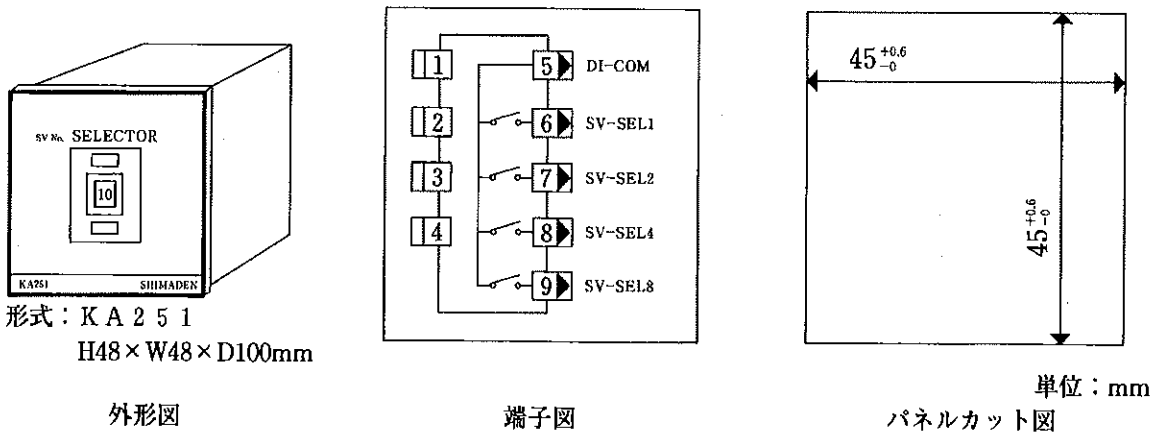 SV No. SELECTOR
10
KA251 SHIMADEN
形式：KA251
H48×W48×D100mm
外形図
1
2
3
4
5 DI-COM
6 SV-SEL1
7 SV-SEL2
8 SV-SEL4
9 SV-SEL8
端子図
45 +0.6 -0
45 +0.6 -0
単位：mm
パネルカット図